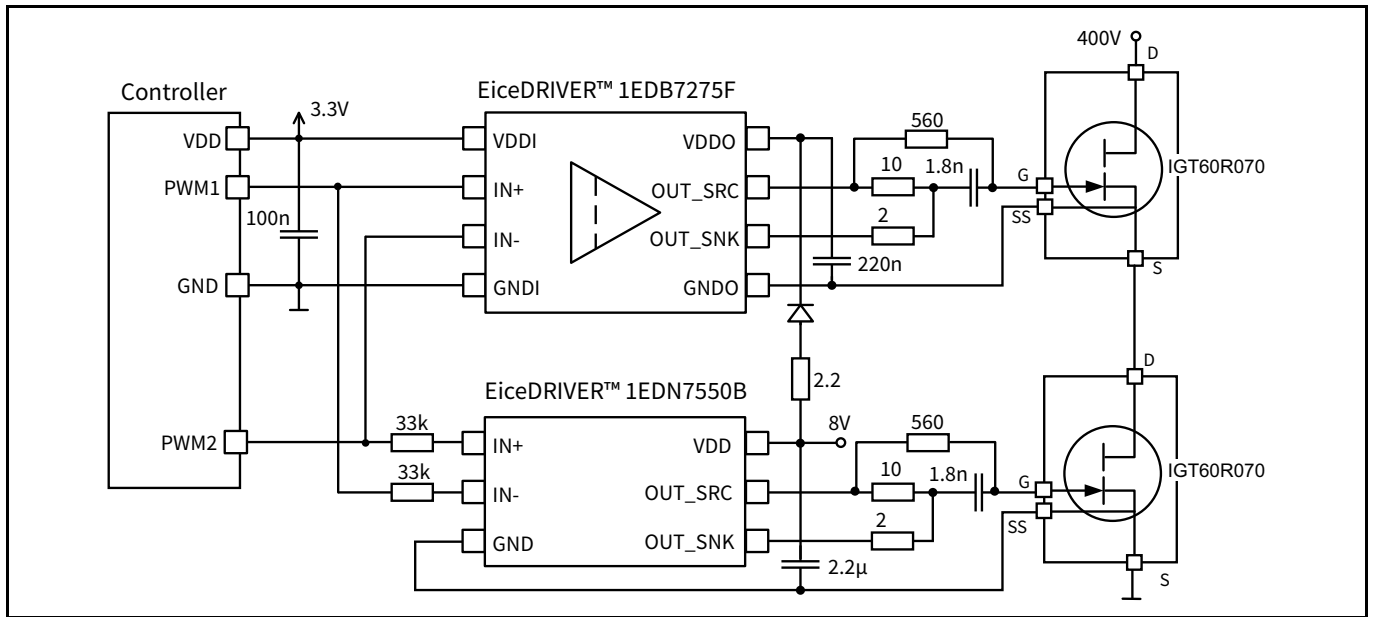 400V
D
EiceDRIVER™ 1EDB7275F
Controller
3.3V
560
VDD
VDDI
VDDO
10
1.8n
G
IGT60R070
PWM1
IN+
OUT_SRC
100n
2
SS
IN-
OUT_SNK
220n
GND
GNDI
GNDO
S
D
2.2
EiceDRIVER™ 1EDN7550B
33k
8V
560
PWM2
IN+
VDD
10
1.8n
G
IGT60R070
33k
IN-
OUT_SRC
2
SS
GND
OUT_SNK
2.2µ
S